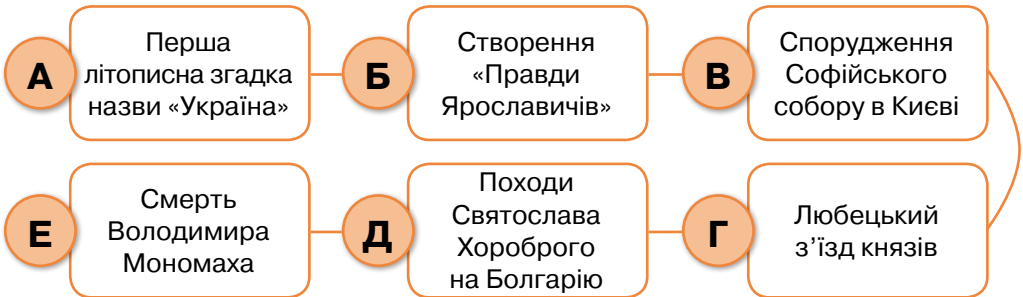 А
Перша
літописна згадка
назви «Україна»
Б
Створення
«Правди
Ярославичів»
В
Спорудження
Софійського
собору в Києві
Е
Смерть
Володимира
Мономаха
Д
Походи
Святослава
Хороброго
на Болгарію
Г
Любецький
з’їзд князів